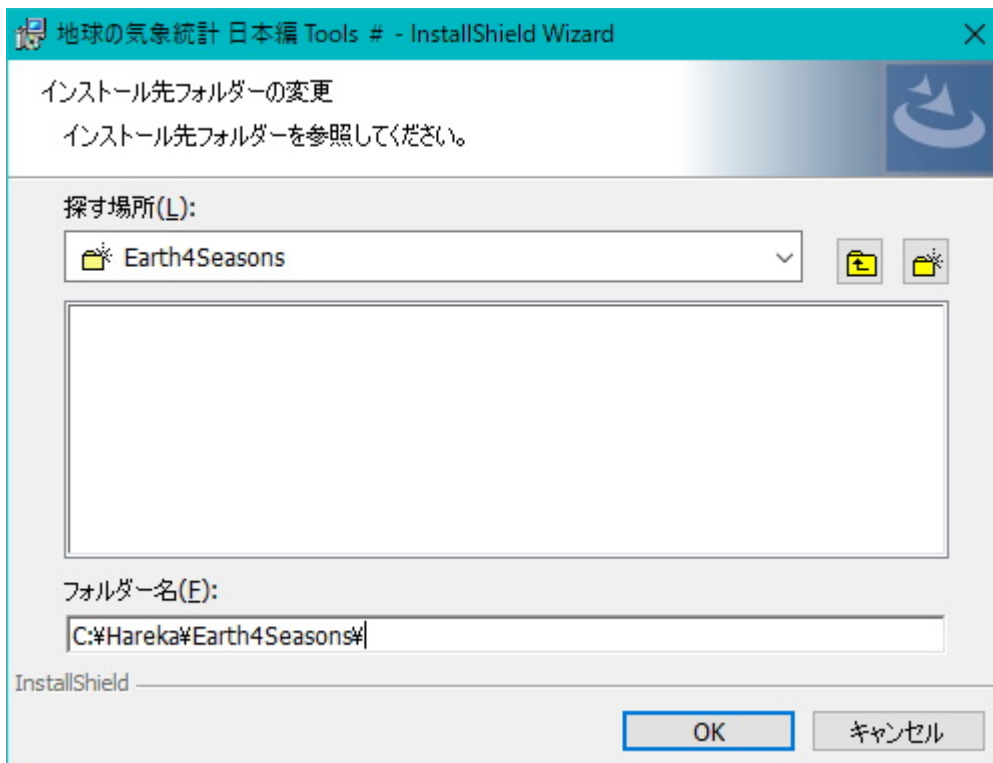 地球の気象統計 日本編 Tools # - InstallShield Wizard
インストール先フォルダーの変更
インストール先フォルダーを参照してください。
探す場所(L):
Earth4Seasons
フォルダー名(F):
C:¥Hareka¥Earth4Seasons¥
InstallShield
OK キャンセル